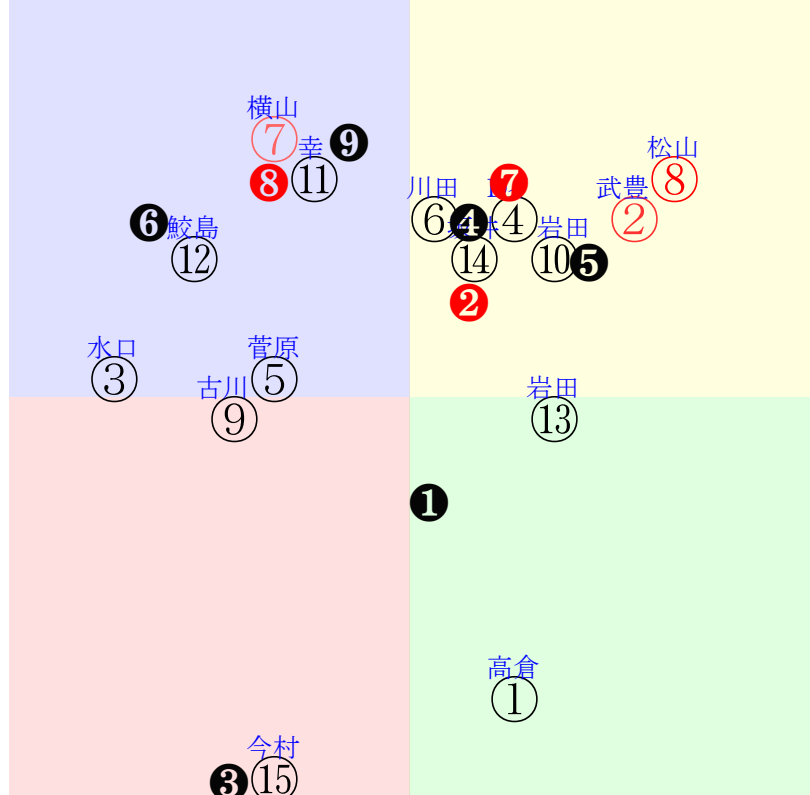 横山
⑦
幸
❾
松山
❽
⑪
❼
⑧
川田
武豊
❻
鮫島
⑥
❹
井
④
岩田
②
⑫
⑭
⑩
❺
❷
水口
菅原
③
⑤
古川
岩田
⑨
⑬
❶
高倉
①
今村
❸
⑮